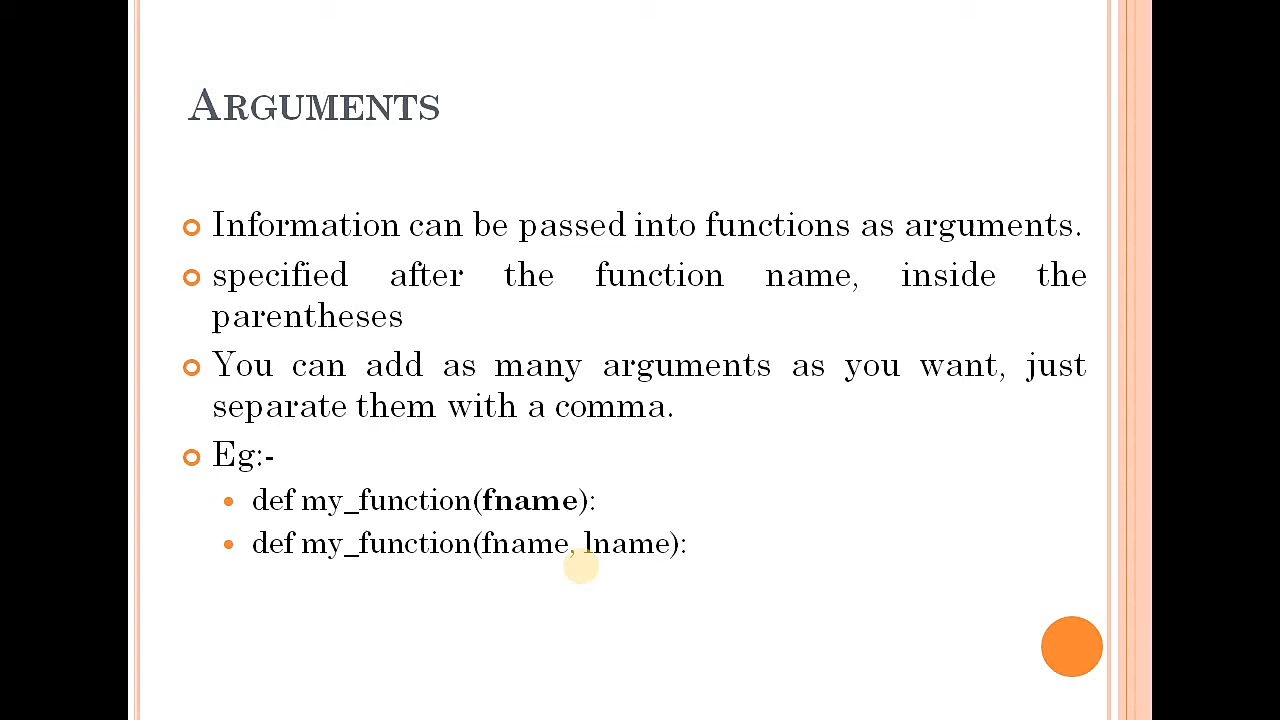 ARGUMENTS
Information can be passed into functions as arguments.
specified after the function name, inside the
parentheses
You can add as many arguments as you want, just
separate them with a comma.
Eg:-
def my_function(fname):
def my_function(fname, lname):